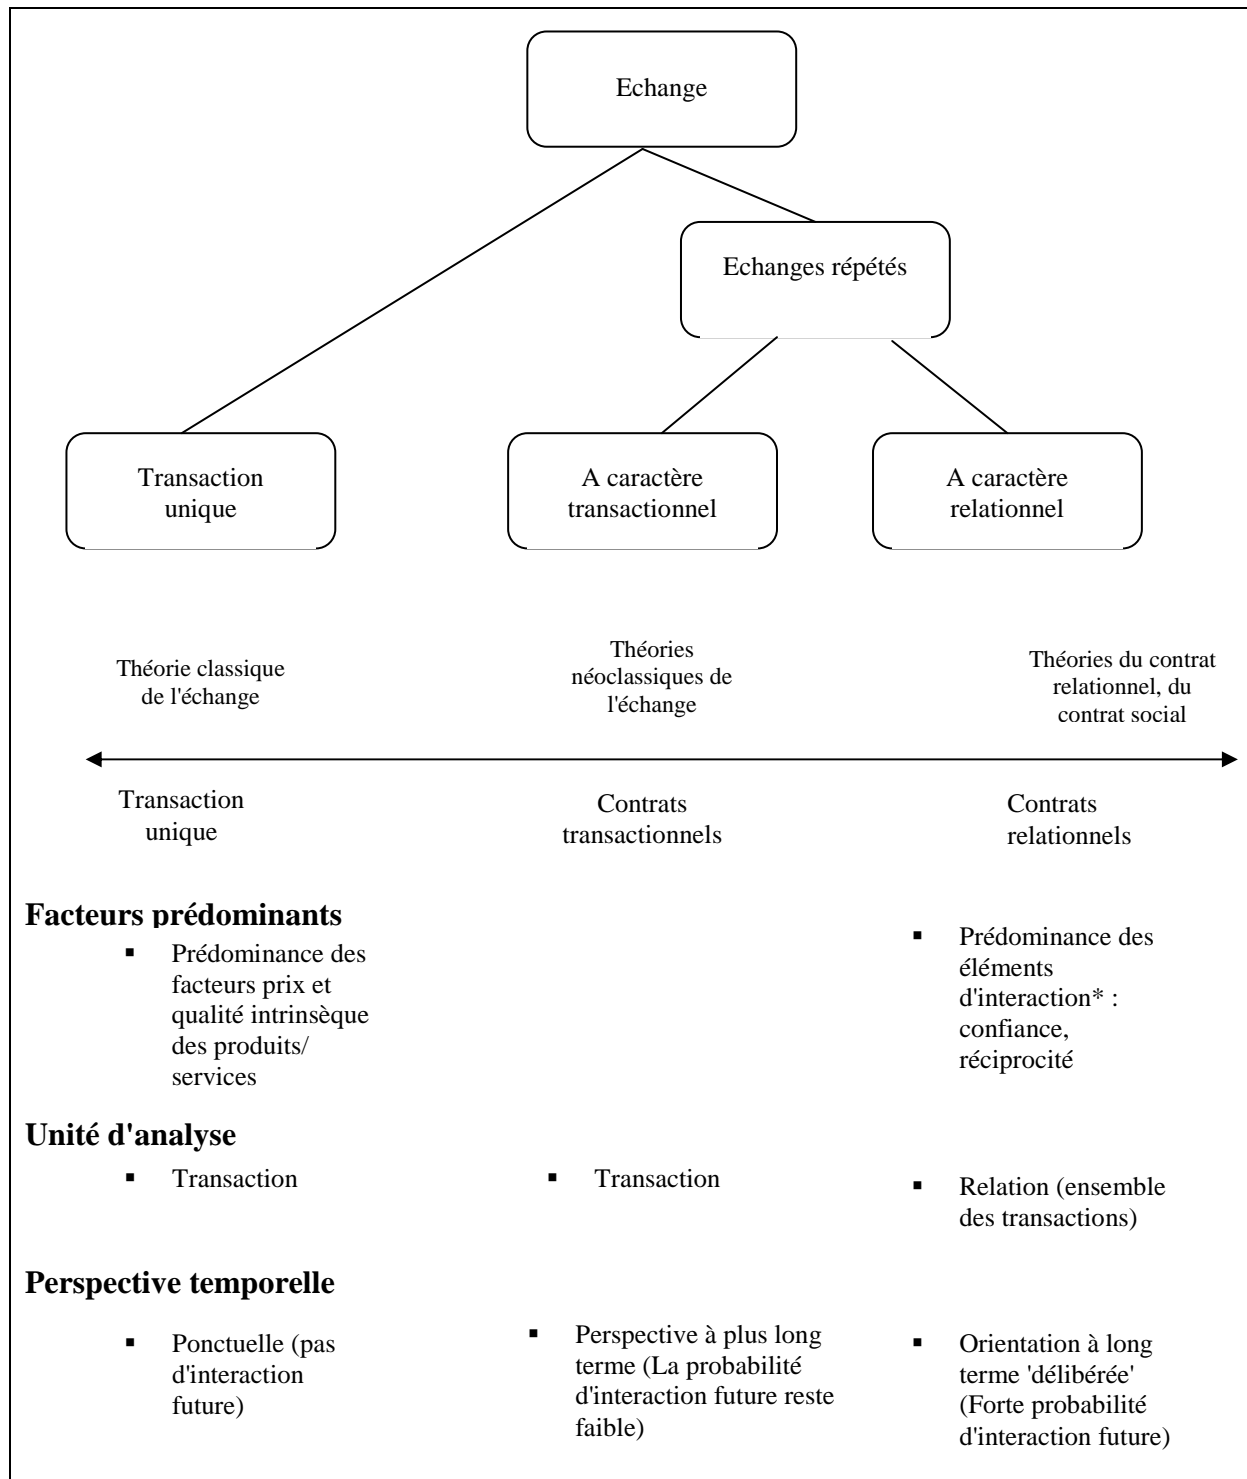 Echange
Echanges répétés
Transaction
unique
A caractère
transactionnel
A caractère
relationnel
Théorie classique
de l'échange
Théories
néoclassiques de
l'échange
Théories du contrat
relationnel, du
contrat social
Transaction
unique
Contrats
transactionnels
Contrats
relationnels
Facteurs prédominants
▪ Prédominance des
facteurs prix et
qualité intrinsèque
des produits/
services
▪ Prédominance des
éléments
d'interaction* :
confiance,
réciprocité
Unité d'analyse
▪ Transaction
▪ Transaction
▪ Relation (ensemble
des transactions)
Perspective temporelle
▪ Ponctuelle (pas
d'interaction
future)
▪ Perspective à plus long
terme (La probabilité
d'interaction future reste
faible)
▪ Orientation à long
terme 'délibérée'
(Forte probabilité
d'interaction future)